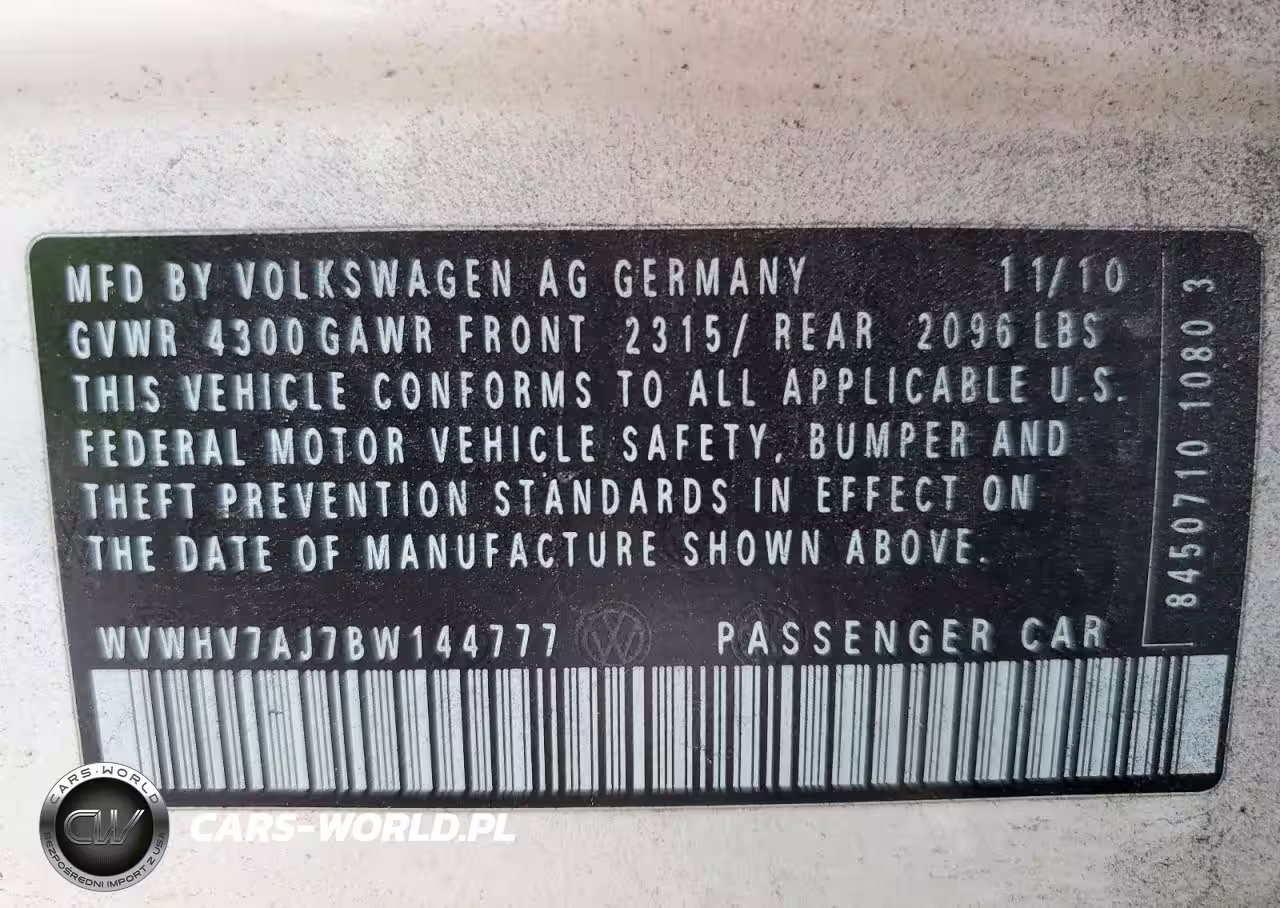 MFD BY VOLKSWAGEN AG GERMANY 11/10
GVWR 4300 GAWR FRONT 2315/ REAR 2096 LBS
THIS VEHICLE CONFORMS TO ALL APPLICABLE U.S.
FEDERAL MOTOR VEHICLE SAFETY, BUMPER AND
THEFT PREVENTION STANDARDS IN EFFECT ON
THE DATE OF MANUFACTURE SHOWN ABOVE.
WVWHV7AJ7BW144777 PASSENGER CAR
8450710 1080 3
CARS-WORLD
CW
BEZPOŚREDNI IMPORT Z USA
CARS-WORLD.PL